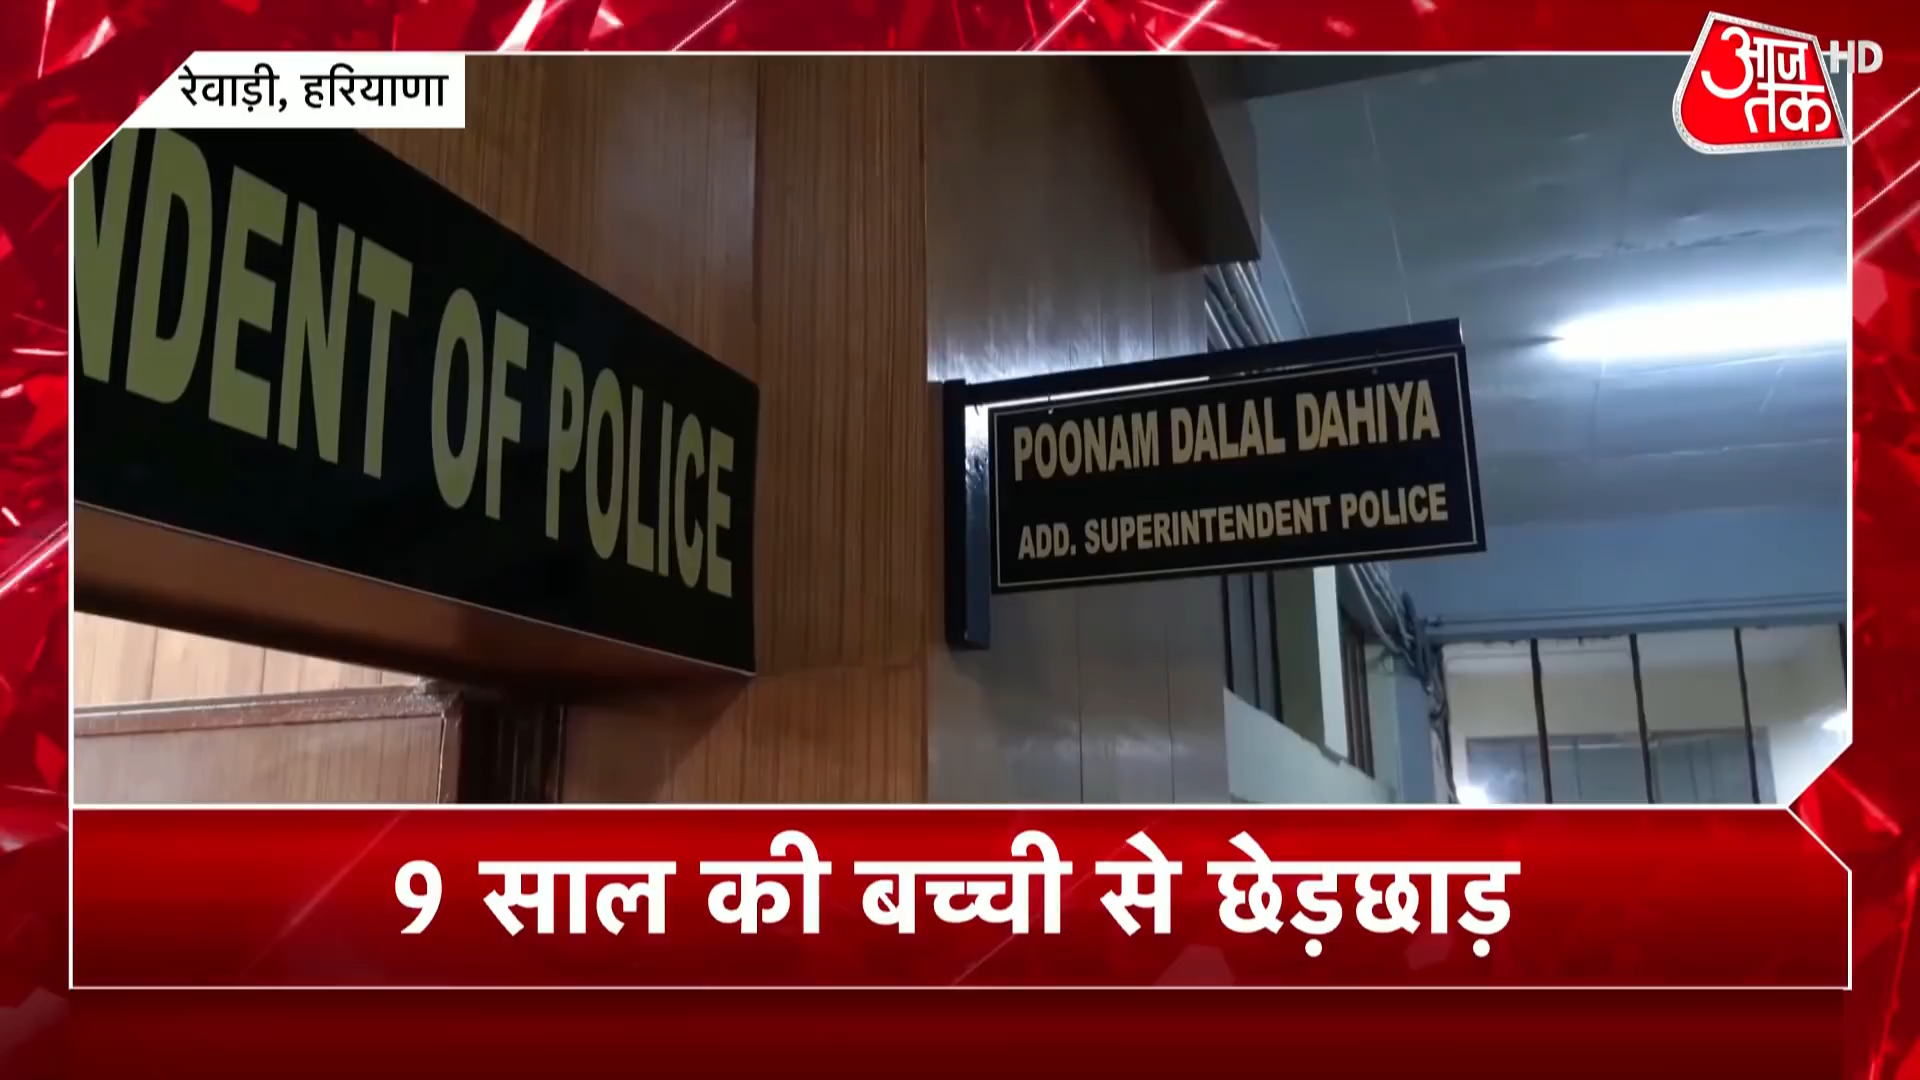 रेवाड़ी, हरियाणा
आज
तक
HD
NDENT OF POLICE
POONAM DALAL DAHIYA
ADD. SUPERINTENDENT POLICE
9 साल की बच्ची से छेड़छाड़